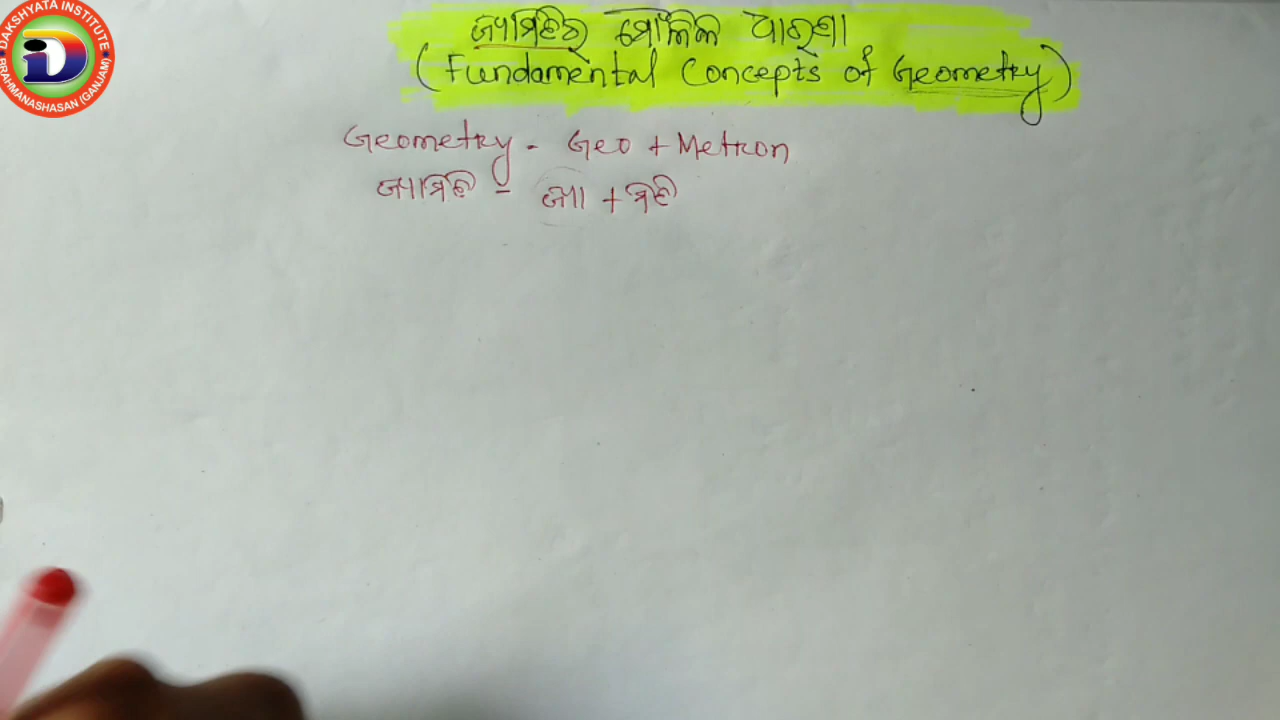 DAKSHYATA INSTITUTE
BRAHMANASHASAN (GANJAM)
D
ଜ୍ୟାମିତିର ମୌଳିକ ଧାରଣା
(Fundamental Concepts of Geometry)
Geometry - Geo + Metron
ଜ୍ୟାମିତି - ଜ୍ୟା + ମିତି